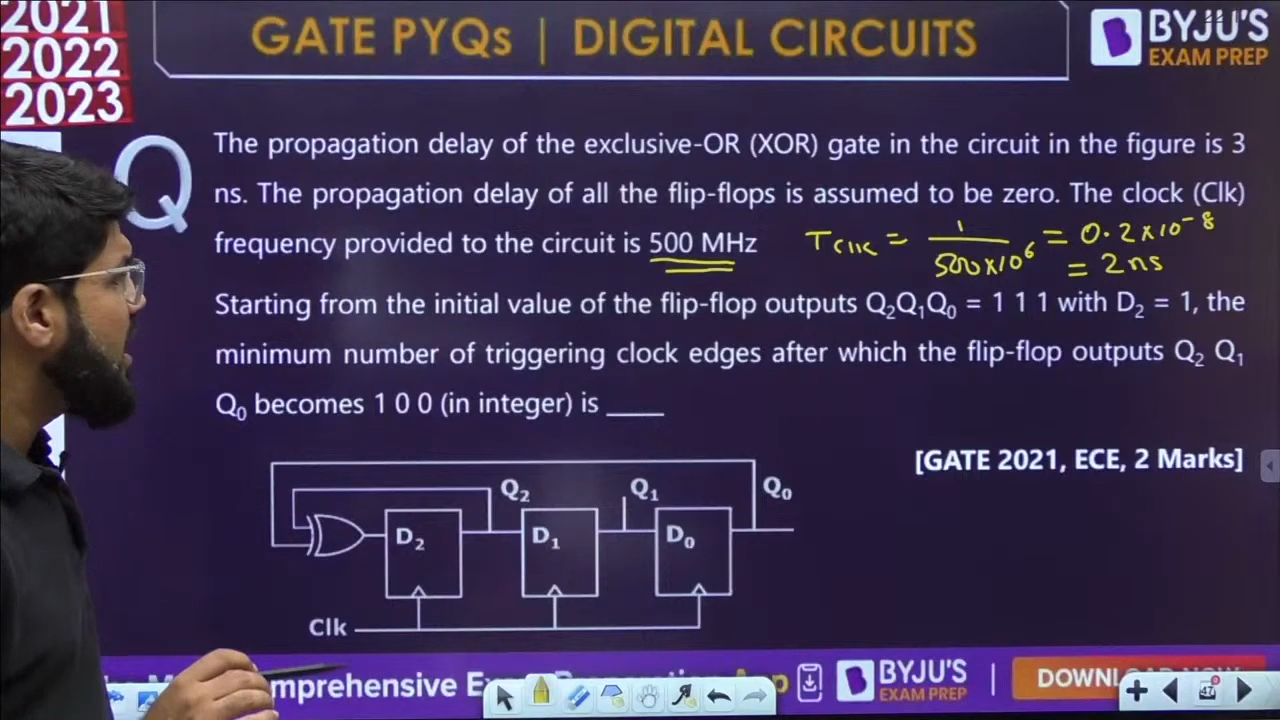 2021
2022
2023
GATE PYQs | DIGITAL CIRCUITS
BYJU'S
EXAM PREP
Q
The propagation delay of the exclusive-OR (XOR) gate in the circuit in the figure is 3
ns. The propagation delay of all the flip-flops is assumed to be zero. The clock (Clk)
frequency provided to the circuit is 500 MHz
T Clk = 1 / 500×10⁶ = 0.2×10⁻⁸
= 2ns
Starting from the initial value of the flip-flop outputs Q₂Q₁Q₀ = 1 1 1 with D₂ = 1, the
minimum number of triggering clock edges after which the flip-flop outputs Q₂ Q₁
Q₀ becomes 1 0 0 (in integer) is ____
[GATE 2021, ECE, 2 Marks]
Q₂ Q₁ Q₀
D₂ D₁ D₀
Clk
BYJU'S
EXAM PREP
47